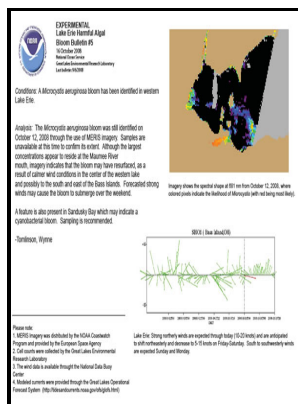 EXPERIMENTAL
Lake Erie Harmful Algal
Bloom Bulletin #5
16 October 2008
National Ocean Service
Great Lakes Environmental Research Laboratory
Last bulletin:
Conditions: A Microcystis aeruginosa bloom has been identified in western
Lake Erie.
Analysis: The Microcystis aeruginosa bloom was still identified on
October 12, 2008 through the use of MERIS imagery. Samples are
unavailable at this time to confirm its extent. Although the largest
concentrations appear to reside at the Maumee River
mouth, imagery indicates that the bloom may have resurfaced, as a
result of calmer wind conditions in the center of the western lake
and possibly to the south and east of the Bass Islands. Forecasted strong
winds may cause the bloom to submerge over the weekend.
A feature is also present in Sandusky Bay which may indicate a
cyanobacterial bloom. Sampling is recommended.
-Tomlinson, Wynne
Please note:
1. MERIS Imagery was distributed by the NOAA Coastwatch
Program and provided by the European Space Agency
2. Cell counts were collected by the Great Lakes Environmental
Research Laboratory
3. The wind data is available through the National Data Buoy
Center
4. Modeled currents were provided through the Great Lakes Operational
Forecast System
Imagery shows the spectral shape at 681 nm from October 12, 2008, where
colored pixels indicate the likelihood of Microcystis (with red being most likely).
Lake Erie: Strong northerly winds are expected through today (10-20 knots) and are anticipated
to shift northeasterly and decrease to 5-15 knots on Friday-Saturday. South to southwesterly winds
are expected Sunday and Monday.